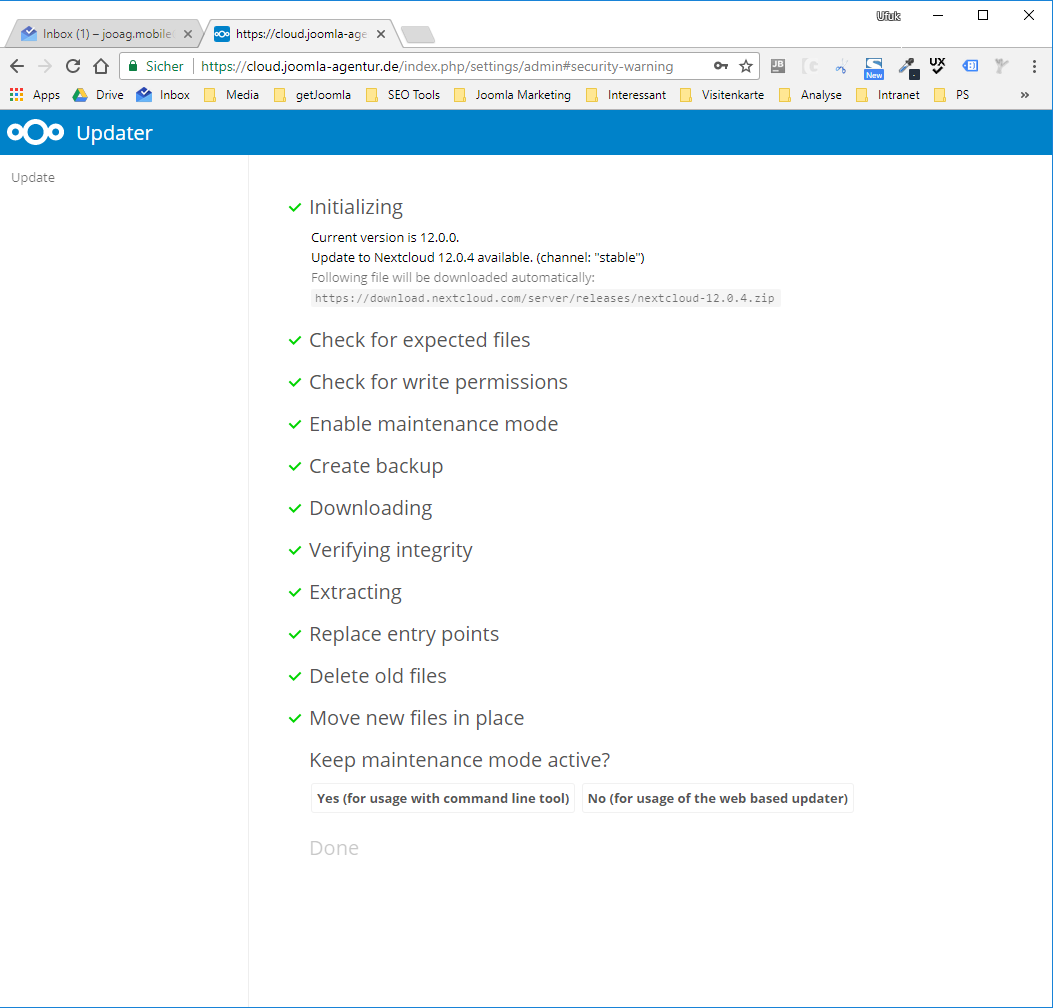 Ufuk
Inbox (1) – jooag.mobile
https://cloud.joomla-age
Sicher https://cloud.joomla-agentur.de/index.php/settings/admin#security-warning
JB New UX
Apps Drive Inbox Media getJoomla SEO Tools Joomla Marketing Interessant Visitenkarte Analyse Intranet PS »
Updater
Update
Initializing
Current version is 12.0.0.
Update to Nextcloud 12.0.4 available. (channel: "stable")
Following file will be downloaded automatically:
https://download.nextcloud.com/server/releases/nextcloud-12.0.4.zip
Check for expected files
Check for write permissions
Enable maintenance mode
Create backup
Downloading
Verifying integrity
Extracting
Replace entry points
Delete old files
Move new files in place
Keep maintenance mode active?
Yes (for usage with command line tool) No (for usage of the web based updater)
Done